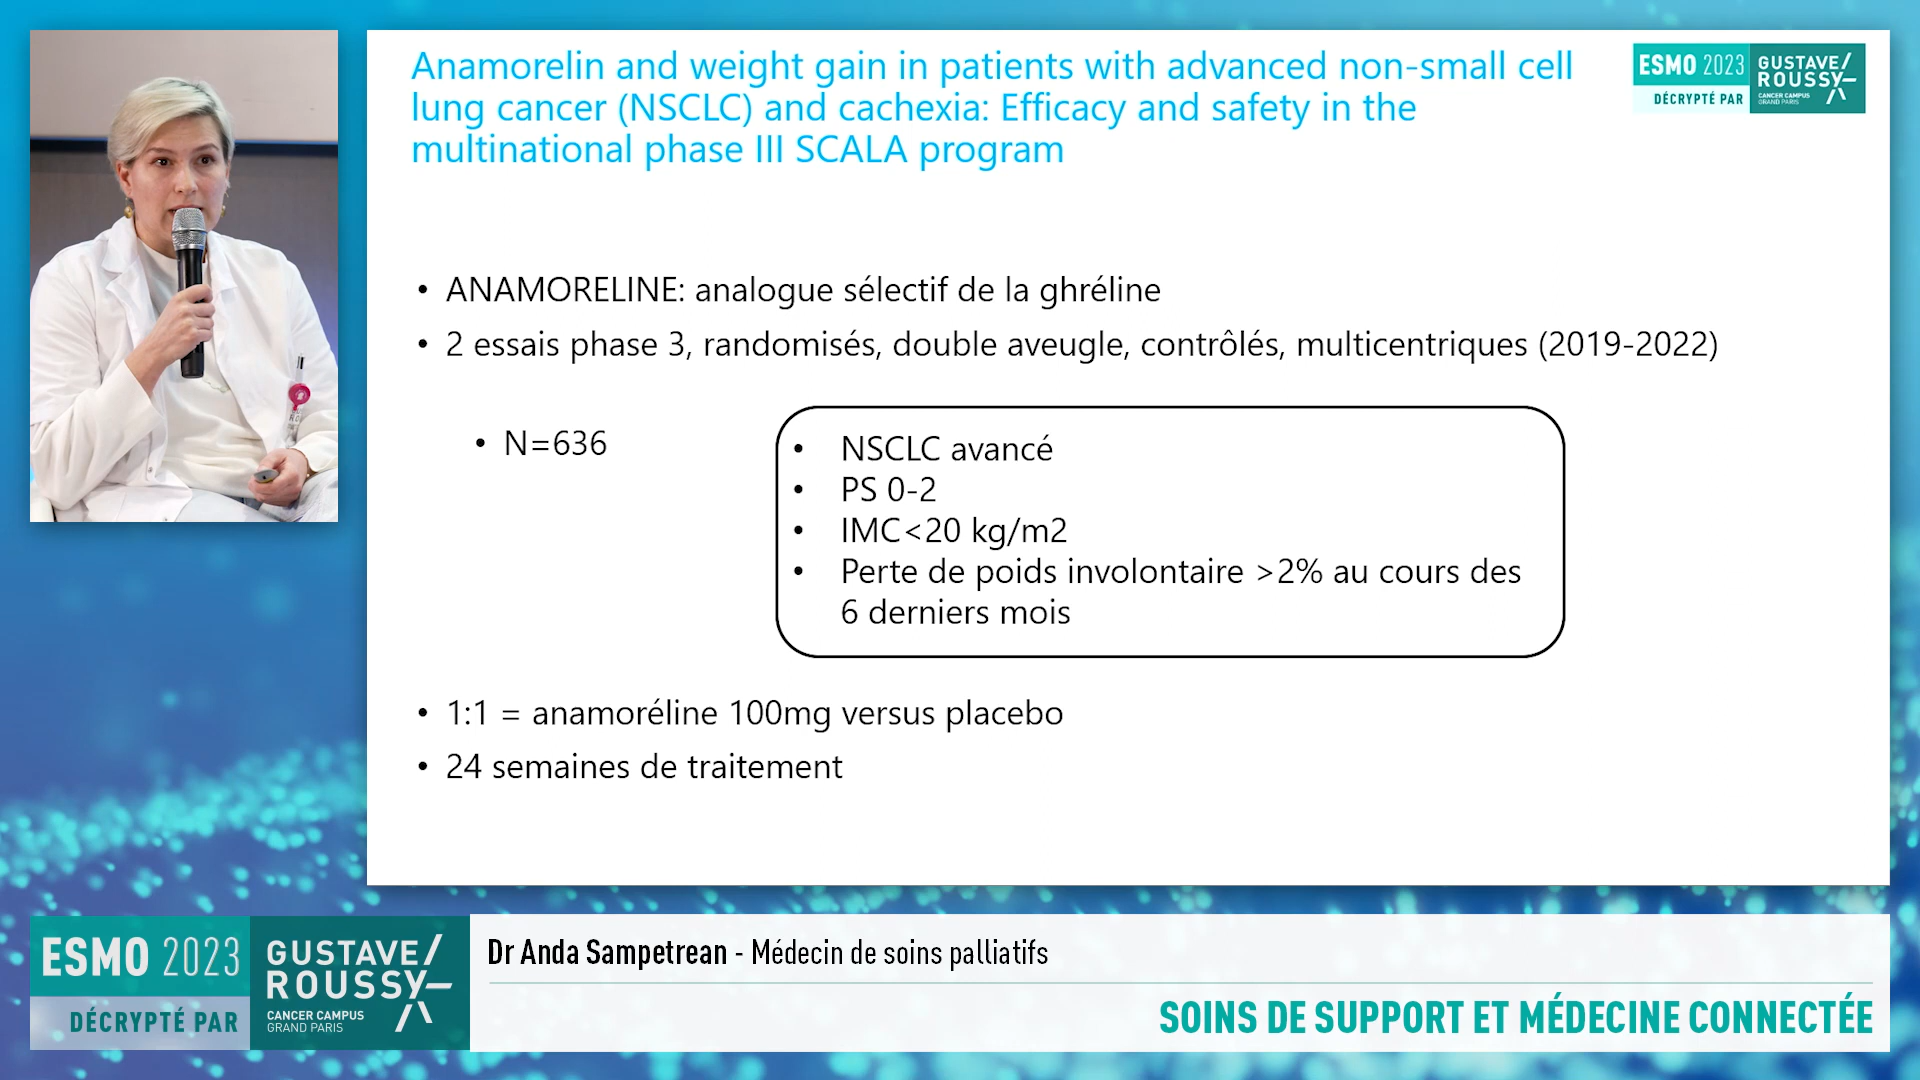 Anamorelin and weight gain in patients with advanced non-small cell
lung cancer (NSCLC) and cachexia: Efficacy and safety in the
multinational phase III SCALA program
ESMO 2023
DÉCRYPTÉ PAR
GUSTAVE/
ROUSSY
CANCER CAMPUS
GRAND PARIS
• ANAMORELINE: analogue sélectif de la ghréline
• 2 essais phase 3, randomisés, double aveugle, contrôlés, multicentriques (2019-2022)
• N=636
• NSCLC avancé
• PS 0-2
• IMC<20 kg/m2
• Perte de poids involontaire >2% au cours des
6 derniers mois
• 1:1 = anamoréline 100mg versus placebo
• 24 semaines de traitement
ESMO 2023
DÉCRYPTÉ PAR
GUSTAVE/
ROUSSY
CANCER CAMPUS
GRAND PARIS
Dr Anda Sampetrean - Médecin de soins palliatifs
SOINS DE SUPPORT ET MÉDECINE CONNECTÉE